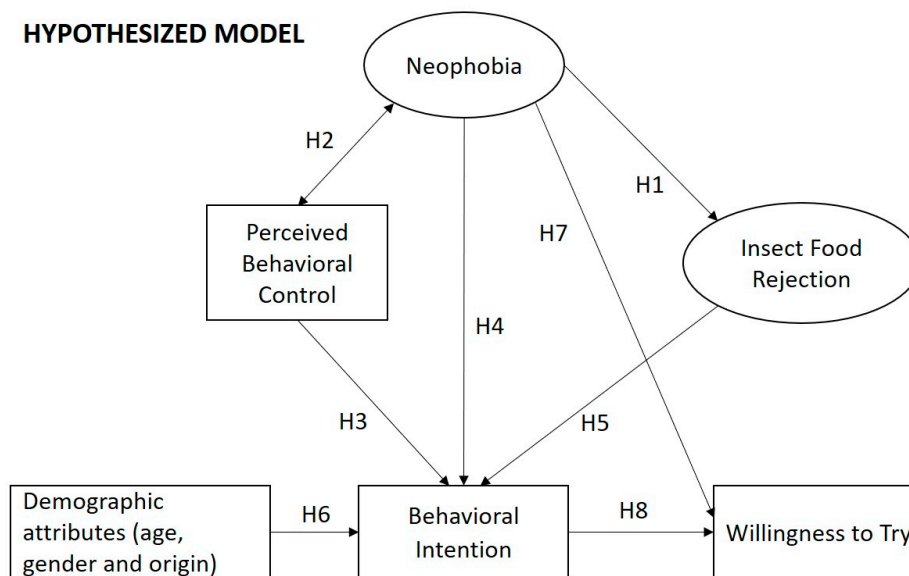 HYPOTHESIZED MODEL
Neophobia
H2
H1
Perceived
Behavioral
Control
H7
Insect Food
Rejection
H4
H3
H5
Demographic
attributes (age,
gender and origin)
H6
Behavioral
Intention
H8
Willingness to Try